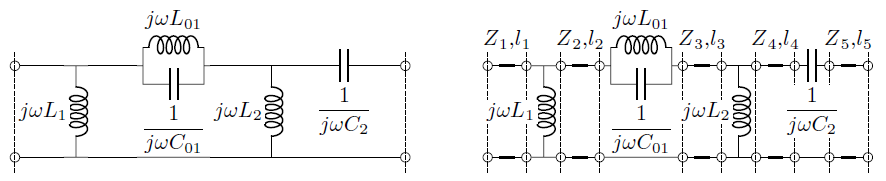 jωL₀₁
jωL₁
1
jωC₀₁
jωL₂
1
jωC₂
Z₁,l₁
Z₂,l₂
jωL₀₁
Z₃,l₃
Z₄,l₄
Z₅,l₅
jωL₁
1
jωC₀₁
jωL₂
1
jωC₂